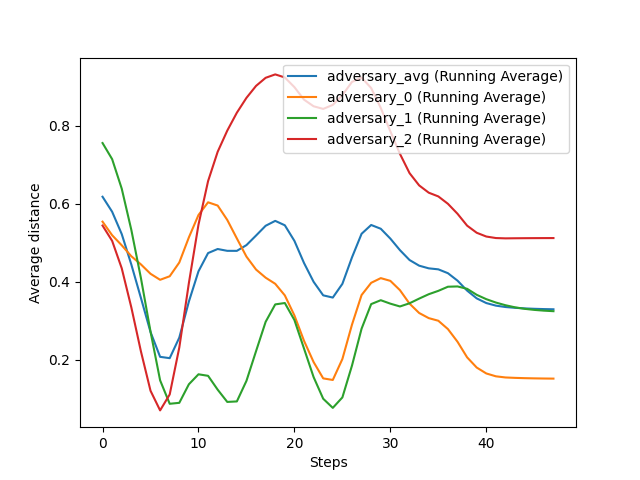 adversary_avg (Running Average)
adversary_0 (Running Average)
adversary_1 (Running Average)
adversary_2 (Running Average)
0.8
0.6
0.4
0.2
Average distance
0 10 20 30 40
Steps